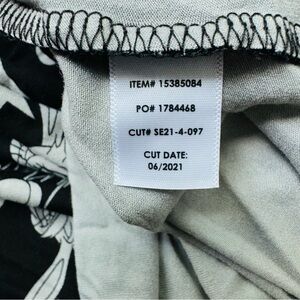 ITEM# 15385084
PO# 1784468
CUT# SE21-4-097
CUT DATE:
06/2021